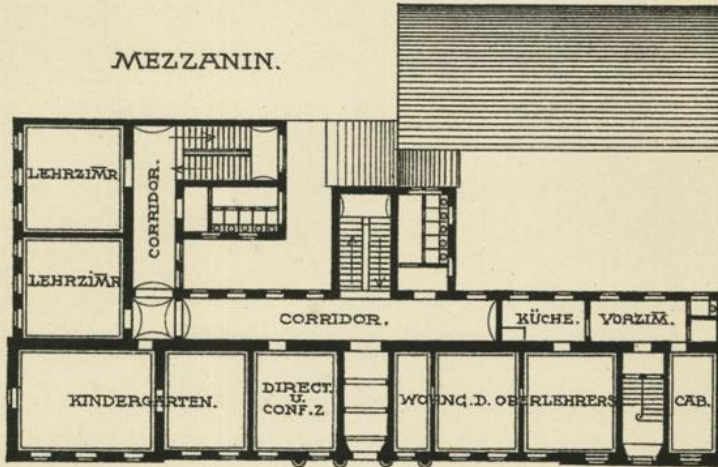 MEZZANIN.
LEHRZIM̅R
CORRIDOR.
LEHRZIM̅R
CORRIDOR.
KÜCHE.
VORZIM.
KINDERGARTEN.
DIRECT.
U.
CONF.Z
WOHNG.D. OBERLEHRERS
CAB.